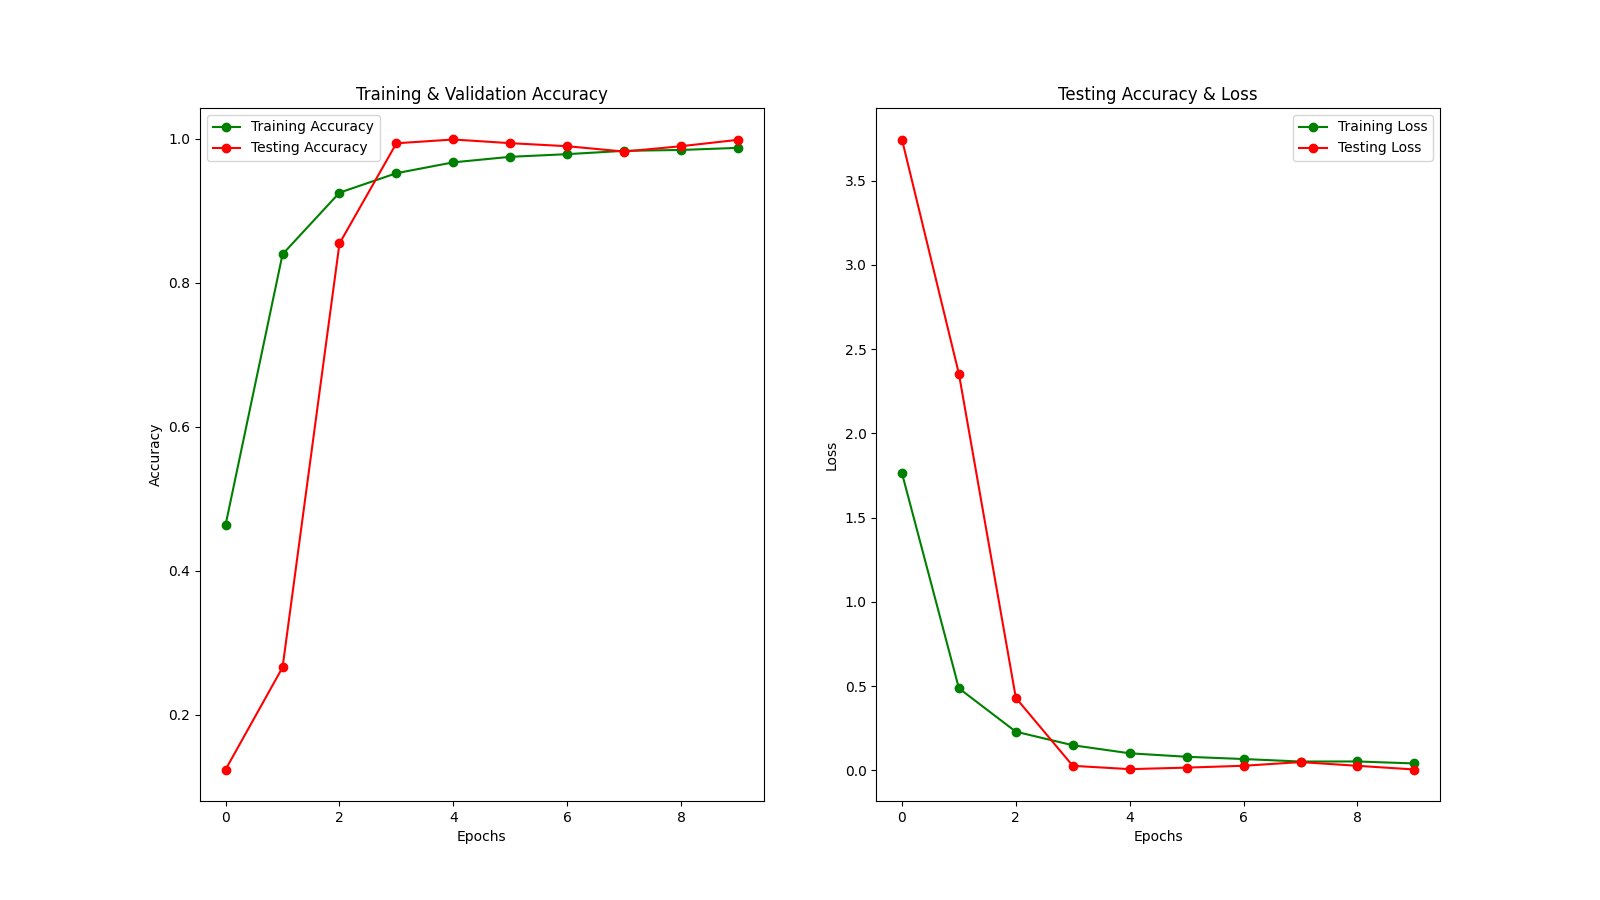 Training & Validation Accuracy
Training Accuracy
Testing Accuracy
1.0
0.8
0.6
0.4
0.2
Accuracy
0 2 4 6 8
Epochs
Testing Accuracy & Loss
Training Loss
Testing Loss
3.5
3.0
2.5
2.0
1.5
1.0
0.5
0.0
Loss
0 2 4 6 8
Epochs